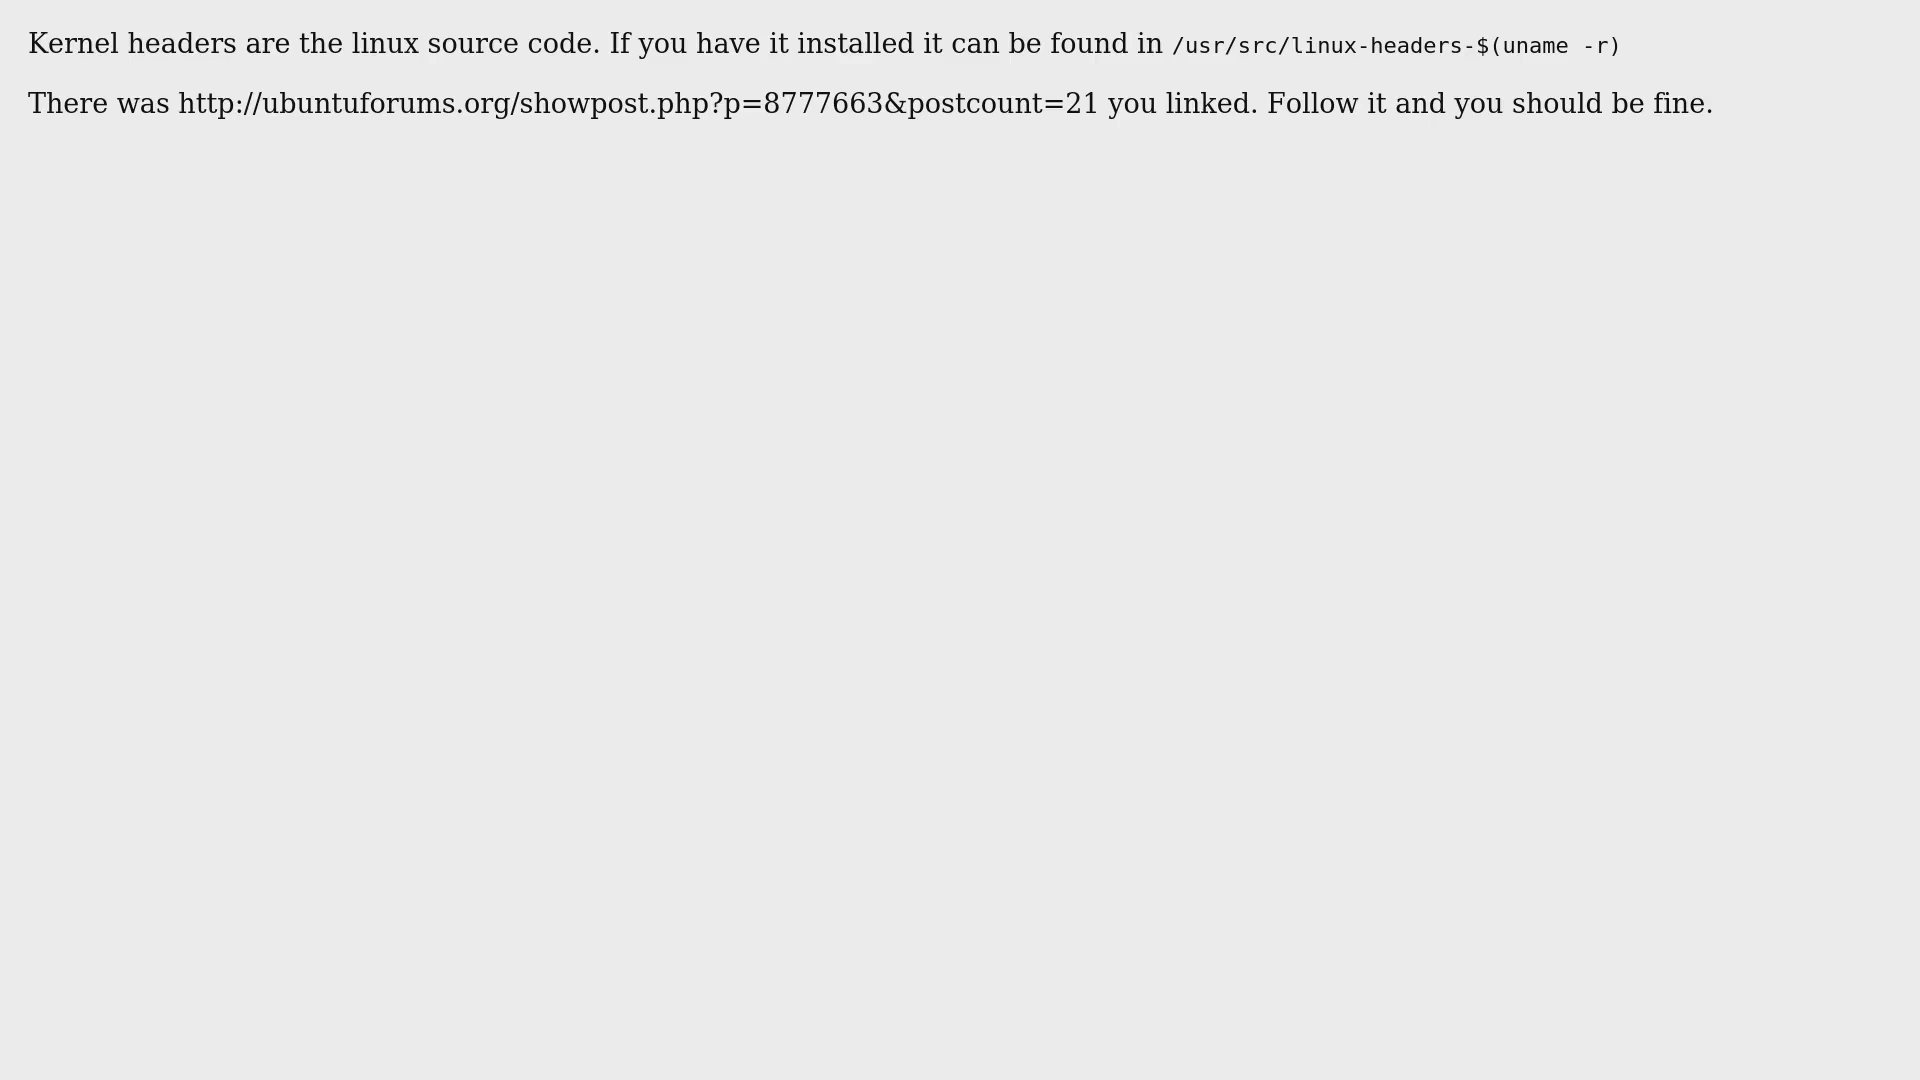 Kernel headers are the linux source code. If you have it installed it can be found in /usr/src/linux-headers-$(uname -r)
There was http://ubuntuforums.org/showpost.php?p=8777663&postcount=21 you linked. Follow it and you should be fine.